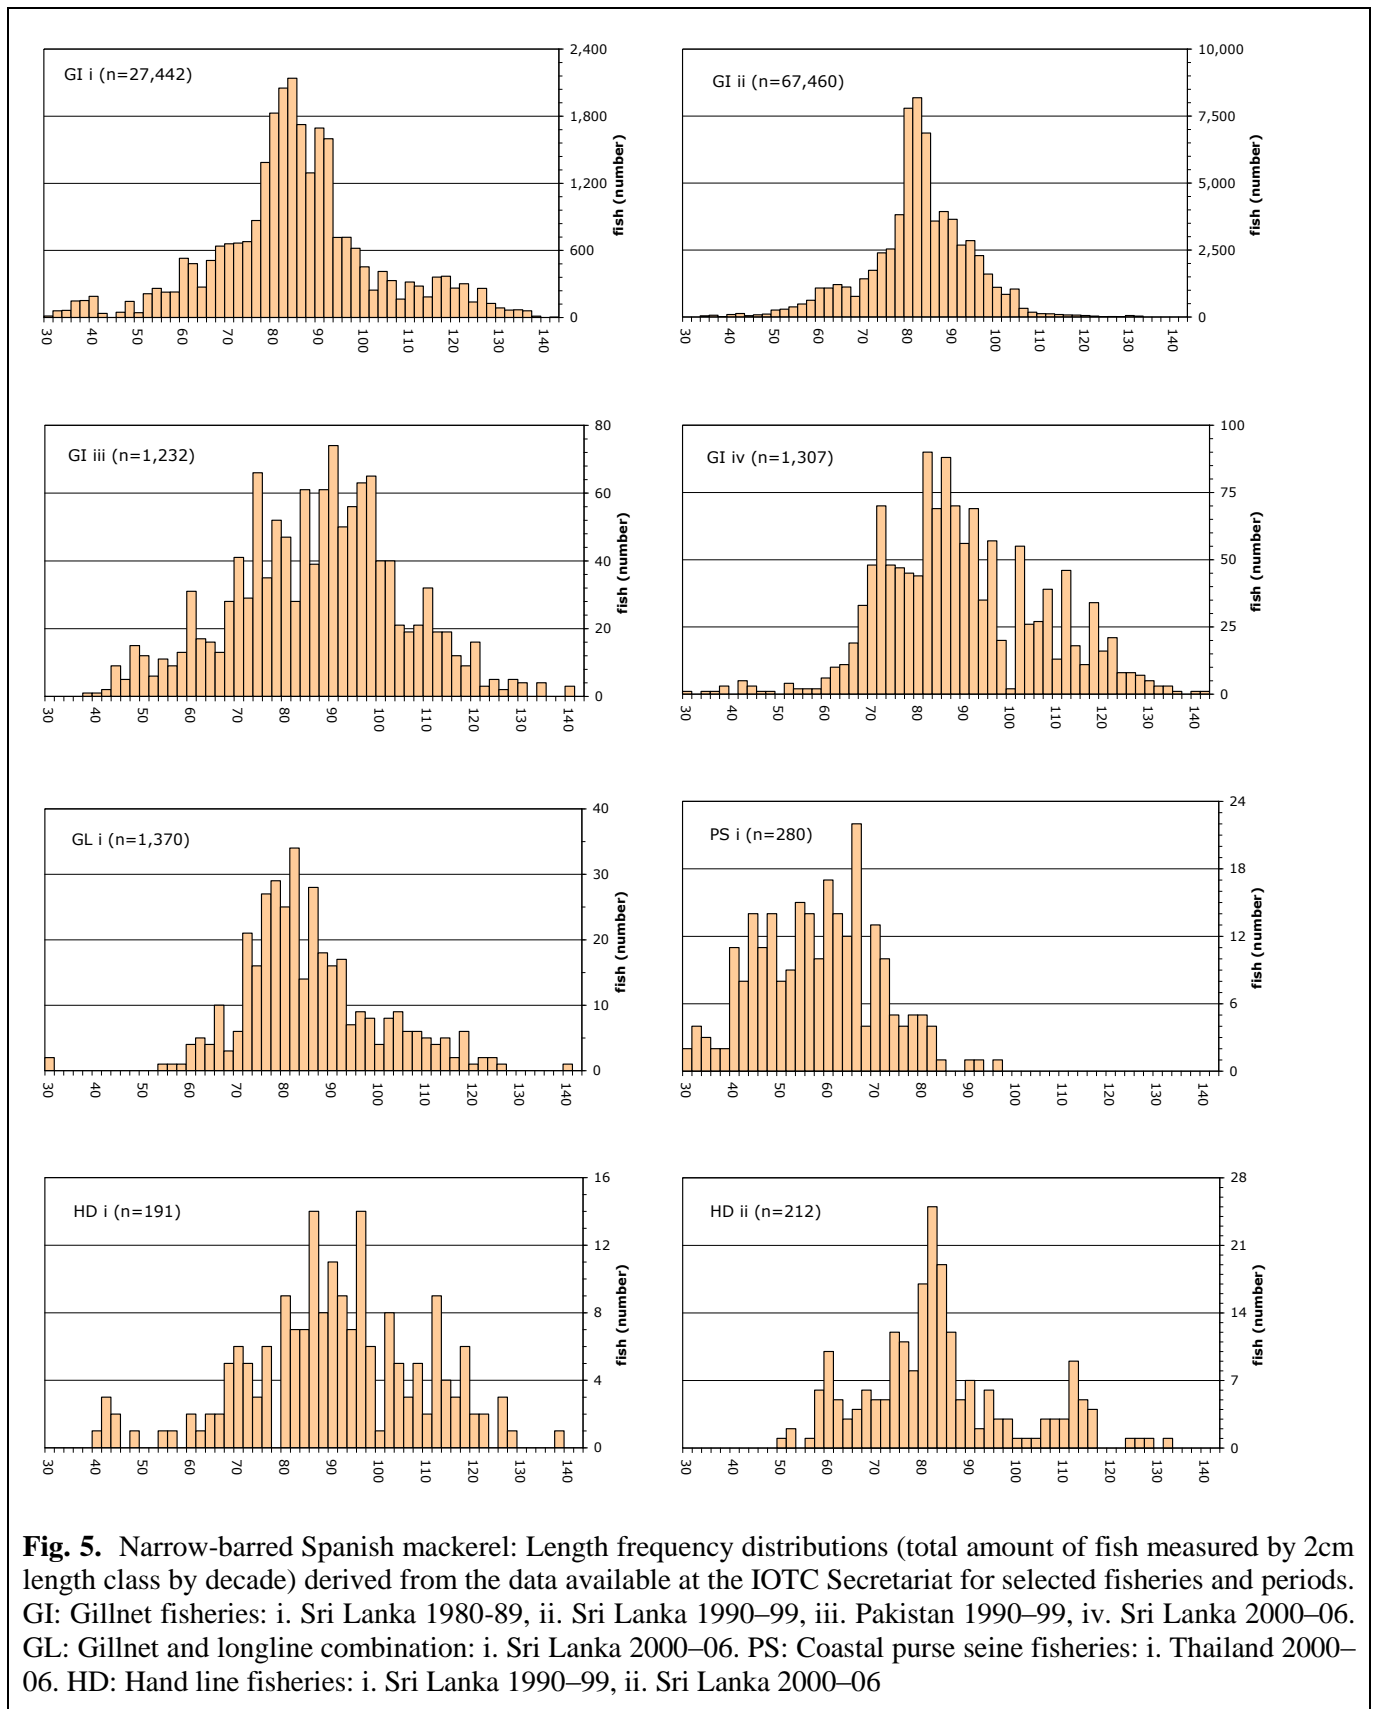 GI i (n=27,442)
2,400
1,800
1,200
600
0
fish (number)
30 40 50 60 70 80 90 100 110 120 130 140
GI ii (n=67,460)
10,000
7,500
5,000
2,500
0
fish (number)
30 40 50 60 70 80 90 100 110 120 130 140
GI iii (n=1,232)
80
60
40
20
0
fish (number)
30 40 50 60 70 80 90 100 110 120 130 140
GI iv (n=1,307)
100
75
50
25
0
fish (number)
30 40 50 60 70 80 90 100 110 120 130 140
GL i (n=1,370)
40
30
20
10
0
fish (number)
30 40 50 60 70 80 90 100 110 120 130 140
PS i (n=280)
24
18
12
6
0
fish (number)
30 40 50 60 70 80 90 100 110 120 130 140
HD i (n=191)
16
12
8
4
0
fish (number)
30 40 50 60 70 80 90 100 110 120 130 140
HD ii (n=212)
28
21
14
7
0
fish (number)
30 40 50 60 70 80 90 100 110 120 130 140
Fig. 5. Narrow-barred Spanish mackerel: Length frequency distributions (total amount of fish measured by 2cm
length class by decade) derived from the data available at the IOTC Secretariat for selected fisheries and periods.
GI: Gillnet fisheries: i. Sri Lanka 1980-89, ii. Sri Lanka 1990–99, iii. Pakistan 1990–99, iv. Sri Lanka 2000–06.
GL: Gillnet and longline combination: i. Sri Lanka 2000–06. PS: Coastal purse seine fisheries: i. Thailand 2000–
06. HD: Hand line fisheries: i. Sri Lanka 1990–99, ii. Sri Lanka 2000–06